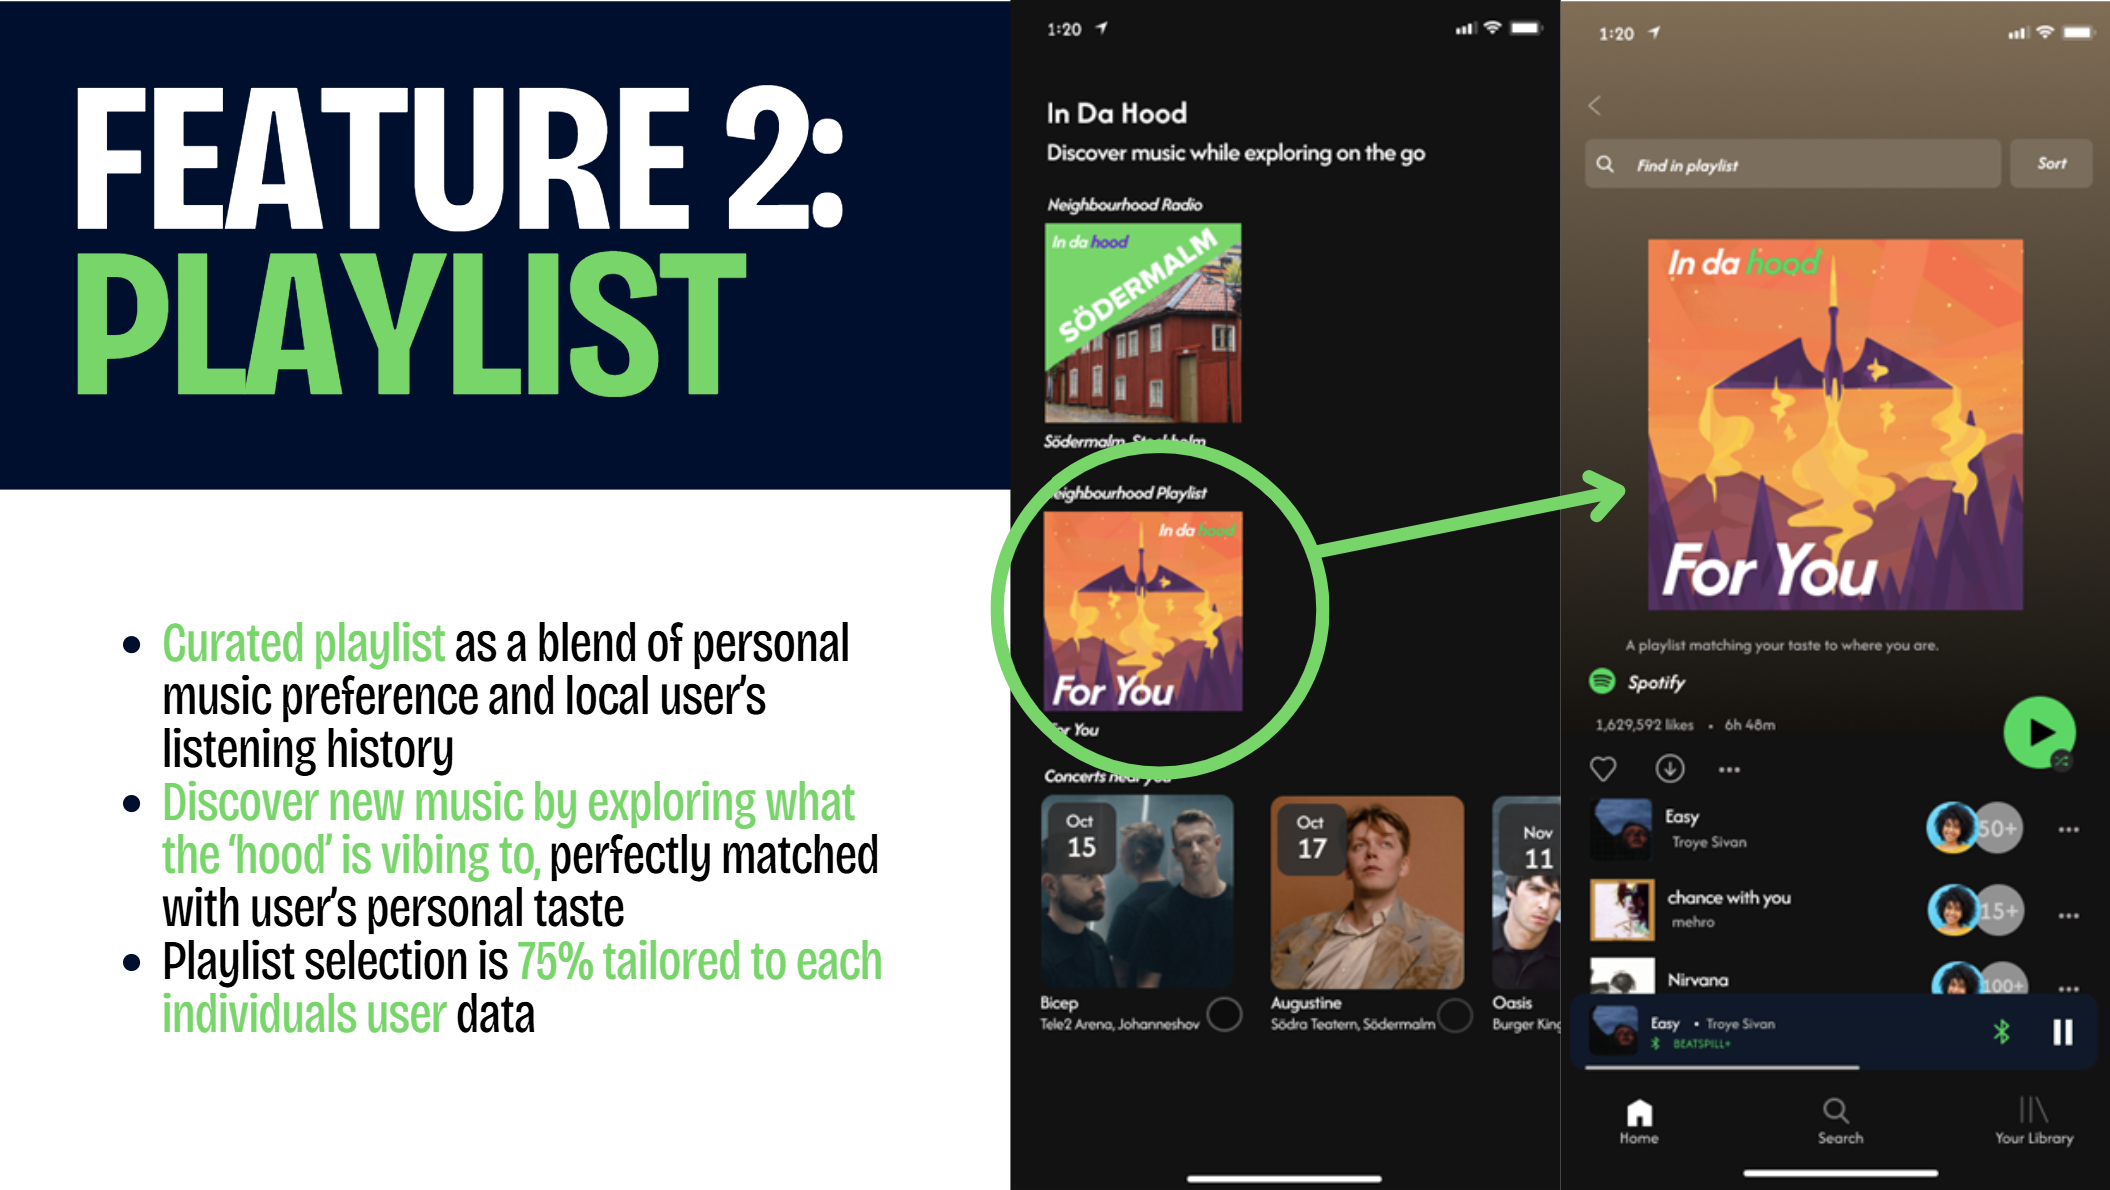 FEATURE 2:
PLAYLIST
Curated playlist as a blend of personal
music preference and local user's
listening history
Discover new music by exploring what
the 'hood' is vibing to, perfectly matched
with user's personal taste
Playlist selection is 75% tailored to each
individuals user data
1:20
In Da Hood
Discover music while exploring on the go
Neighbourhood Radio
In da hood
SÖDERMALM
Södermalm, Stockholm
Neighbourhood Playlist
In da hood
For You
For You
Concerts near you
Oct
15
Oct
17
Nov
11
Bicep
Tele2 Arena, Johanneshov
Augustine
Södra Teatern, Södermalm
Oasis
Burger King
1:20
Find in playlist
Sort
In da hood
For You
A playlist matching your taste to where you are.
Spotify
1,629,592 likes • 6h 48m
Easy
Troye Sivan
50+
chance with you
mehro
15+
Nirvana
100+
Easy • Troye Sivan
BEATSPILL+
Home
Search
Your Library